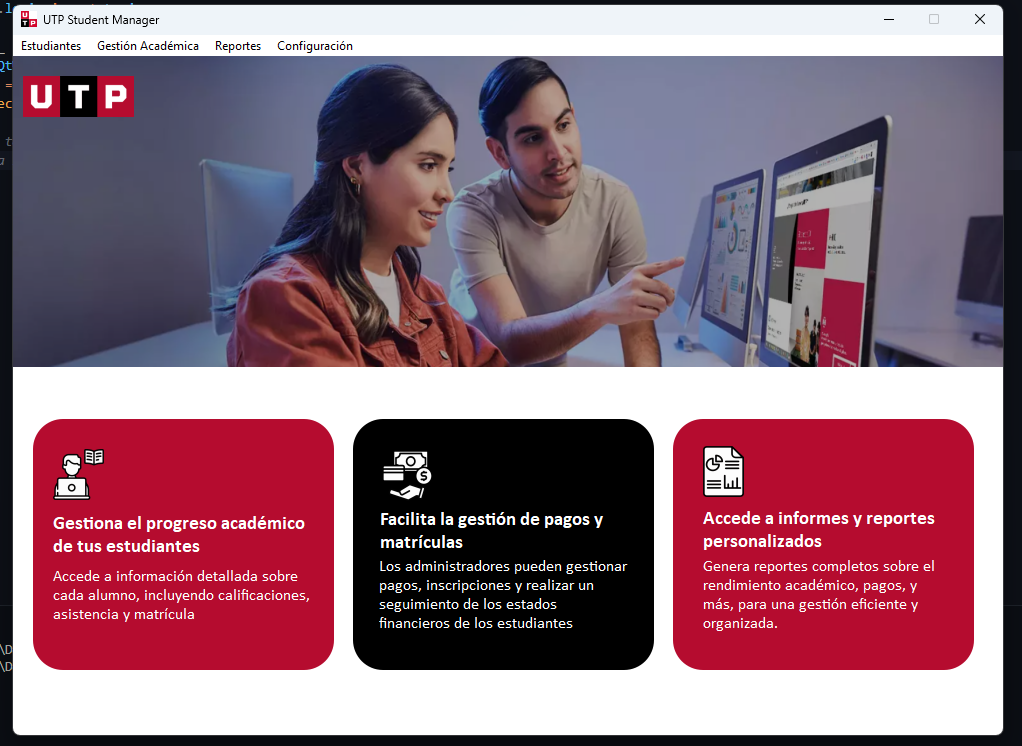 UTP Student Manager
Estudiantes Gestión Académica Reportes Configuración
UTP
Gestiona el progreso académico
de tus estudiantes
Accede a información detallada sobre
cada alumno, incluyendo calificaciones,
asistencia y matrícula
Facilita la gestión de pagos y
matrículas
Los administradores pueden gestionar
pagos, inscripciones y realizar un
seguimiento de los estados
financieros de los estudiantes
Accede a informes y reportes
personalizados
Genera reportes completos sobre el
rendimiento académico, pagos, y
más, para una gestión eficiente y
organizada.